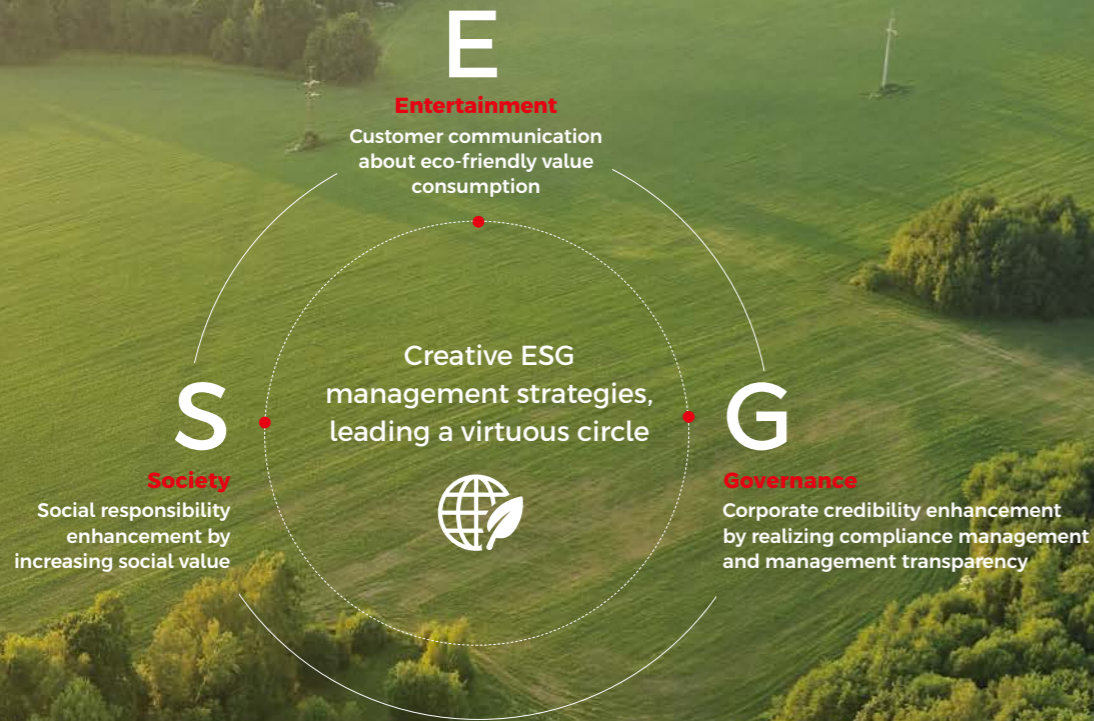 E
Entertainment
Customer communication
about eco-friendly value
consumption
Creative ESG
management strategies,
leading a virtuous circle
S
Society
Social responsibility
enhancement by
increasing social value
G
Governance
Corporate credibility enhancement
by realizing compliance management
and management transparency